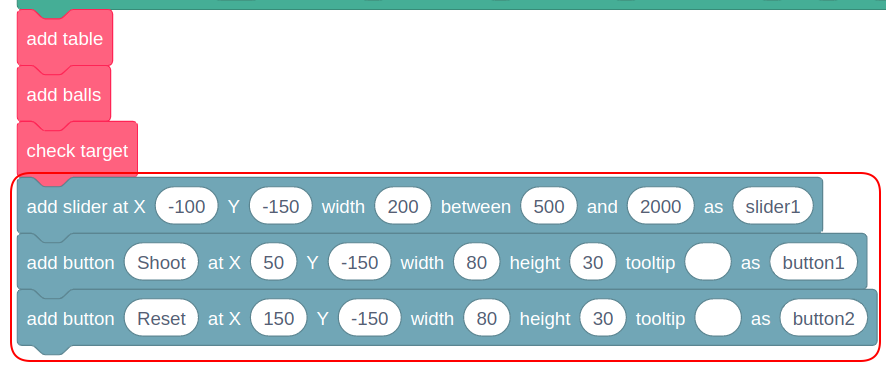 add table
add balls
check target
add slider at X -100 Y -150 width 200 between 500 and 2000 as slider1
add button Shoot at X 50 Y -150 width 80 height 30 tooltip as button1
add button Reset at X 150 Y -150 width 80 height 30 tooltip as button2